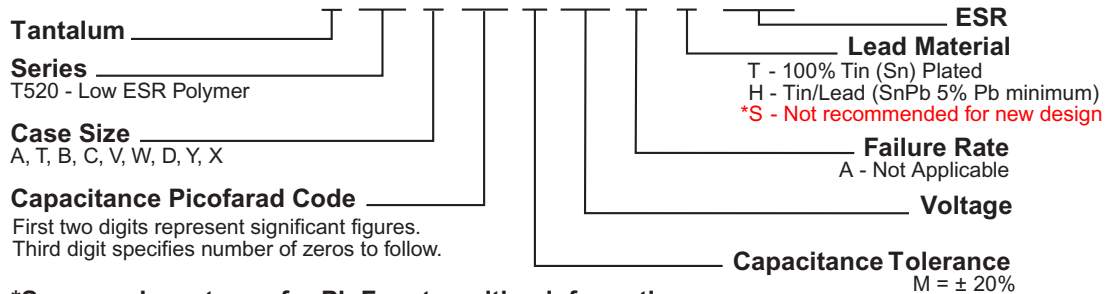 Tantalum
Series
T520 - Low ESR Polymer
Case Size
A, T, B, C, V, W, D, Y, X
Capacitance Picofarad Code
First two digits represent significant figures.
Third digit specifies number of zeros to follow.
ESR
Lead Material
T - 100% Tin (Sn) Plated
H - Tin/Lead (SnPb 5% Pb minimum)
*S - Not recommended for new design
Failure Rate
A - Not Applicable
Voltage
Capacitance Tolerance
M = ± 20%